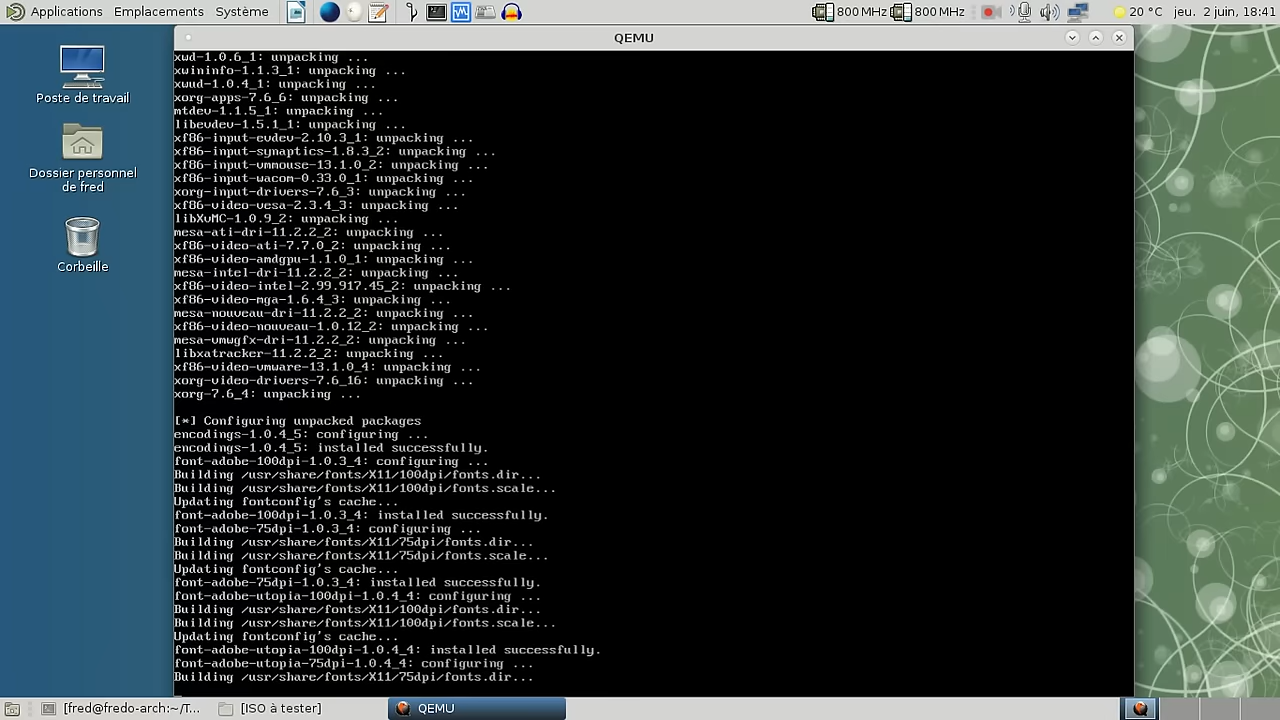 Applications Emplacements Système 800 MHz 800 MHz 20 °C jeu. 2 juin, 18:41
QEMU
Poste de travail
Dossier personnel
de fred
Corbeille
xwd-1.0.6_1: unpacking ...
xwininfo-1.1.3_1: unpacking ...
xwud-1.0.4_1: unpacking ...
xorg-apps-7.6_6: unpacking ...
mtdev-1.1.5_1: unpacking ...
libevdev-1.5.1_1: unpacking ...
xf86-input-evdev-2.10.3_1: unpacking ...
xf86-input-synaptics-1.8.3_2: unpacking ...
xf86-input-vmmouse-13.1.0_2: unpacking ...
xf86-input-wacom-0.33.0_1: unpacking ...
xorg-input-drivers-7.6_3: unpacking ...
xf86-video-vesa-2.3.4_3: unpacking ...
libXvMC-1.0.9_2: unpacking ...
mesa-ati-dri-11.2.2_2: unpacking ...
xf86-video-ati-7.7.0_2: unpacking ...
xf86-video-amdgpu-1.1.0_1: unpacking ...
mesa-intel-dri-11.2.2_2: unpacking ...
xf86-video-intel-2.99.917.45_2: unpacking ...
xf86-video-mga-1.6.4_3: unpacking ...
mesa-nouveau-dri-11.2.2_2: unpacking ...
xf86-video-nouveau-1.0.12_2: unpacking ...
mesa-vmwgfx-dri-11.2.2_2: unpacking ...
libxatracker-11.2.2_2: unpacking ...
xf86-video-vmware-13.1.0_4: unpacking ...
xorg-video-drivers-7.6_16: unpacking ...
xorg-7.6_4: unpacking ...
[*] Configuring unpacked packages
encodings-1.0.4_5: configuring ...
encodings-1.0.4_5: installed successfully.
font-adobe-100dpi-1.0.3_4: configuring ...
Building /usr/share/fonts/X11/100dpi/fonts.dir...
Building /usr/share/fonts/X11/100dpi/fonts.scale...
Updating fontconfig's cache...
font-adobe-100dpi-1.0.3_4: installed successfully.
font-adobe-75dpi-1.0.3_4: configuring ...
Building /usr/share/fonts/X11/75dpi/fonts.dir...
Building /usr/share/fonts/X11/75dpi/fonts.scale...
Updating fontconfig's cache...
font-adobe-75dpi-1.0.3_4: installed successfully.
font-adobe-utopia-100dpi-1.0.4_4: configuring ...
Building /usr/share/fonts/X11/100dpi/fonts.dir...
Building /usr/share/fonts/X11/100dpi/fonts.scale...
Updating fontconfig's cache...
font-adobe-utopia-100dpi-1.0.4_4: installed successfully.
font-adobe-utopia-75dpi-1.0.4_4: configuring ...
Building /usr/share/fonts/X11/75dpi/fonts.dir...
[fred@fredo-arch:~/T... [ISO à tester] QEMU